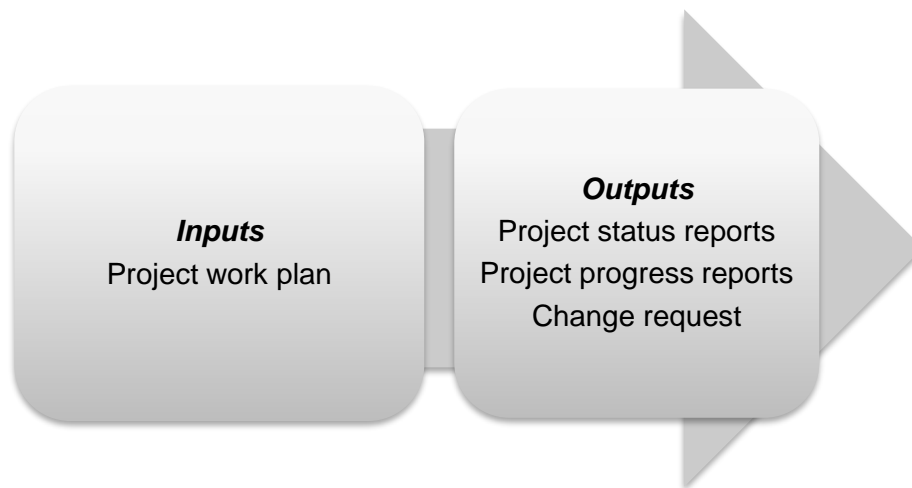 Inputs
Project work plan
Outputs
Project status reports
Project progress reports
Change request